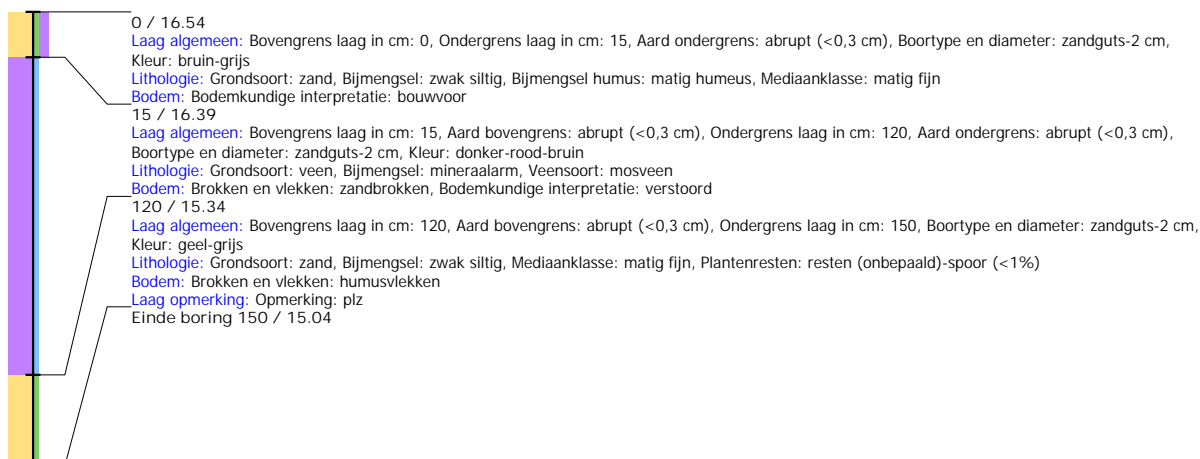 0 / 16.54
Laag algemeen: Bovengrens laag in cm: 0, Ondergrens laag in cm: 15, Aard ondergrens: abrupt (<0,3 cm), Boortype en diameter: zandguts-2 cm,
Kleur: bruin-grijs
Lithologie: Grondsoort: zand, Bijmengsel: zwak siltig, Bijmengsel humus: matig humeus, Mediaanklasse: matig fijn
Bodem: Bodemkundige interpretatie: bouwvoor
15 / 16.39
Laag algemeen: Bovengrens laag in cm: 15, Aard bovengrens: abrupt (<0,3 cm), Ondergrens laag in cm: 120, Aard ondergrens: abrupt (<0,3 cm),
Boortype en diameter: zandguts-2 cm, Kleur: donker-rood-bruin
Lithologie: Grondsoort: veen, Bijmengsel: mineraalarm, Veensoort: mosveen
Bodem: Brokken en vlekken: zandbrokken, Bodemkundige interpretatie: verstoord
120 / 15.34
Laag algemeen: Bovengrens laag in cm: 120, Aard bovengrens: abrupt (<0,3 cm), Ondergrens laag in cm: 150, Boortype en diameter: zandguts-2 cm,
Kleur: geel-grijs
Lithologie: Grondsoort: zand, Bijmengsel: zwak siltig, Mediaanklasse: matig fijn, Plantenresten: resten (onbepaald)-spoor (<1%)
Bodem: Brokken en vlekken: humusvlekken
Laag opmerking: Opmerking: plz
Einde boring 150 / 15.04